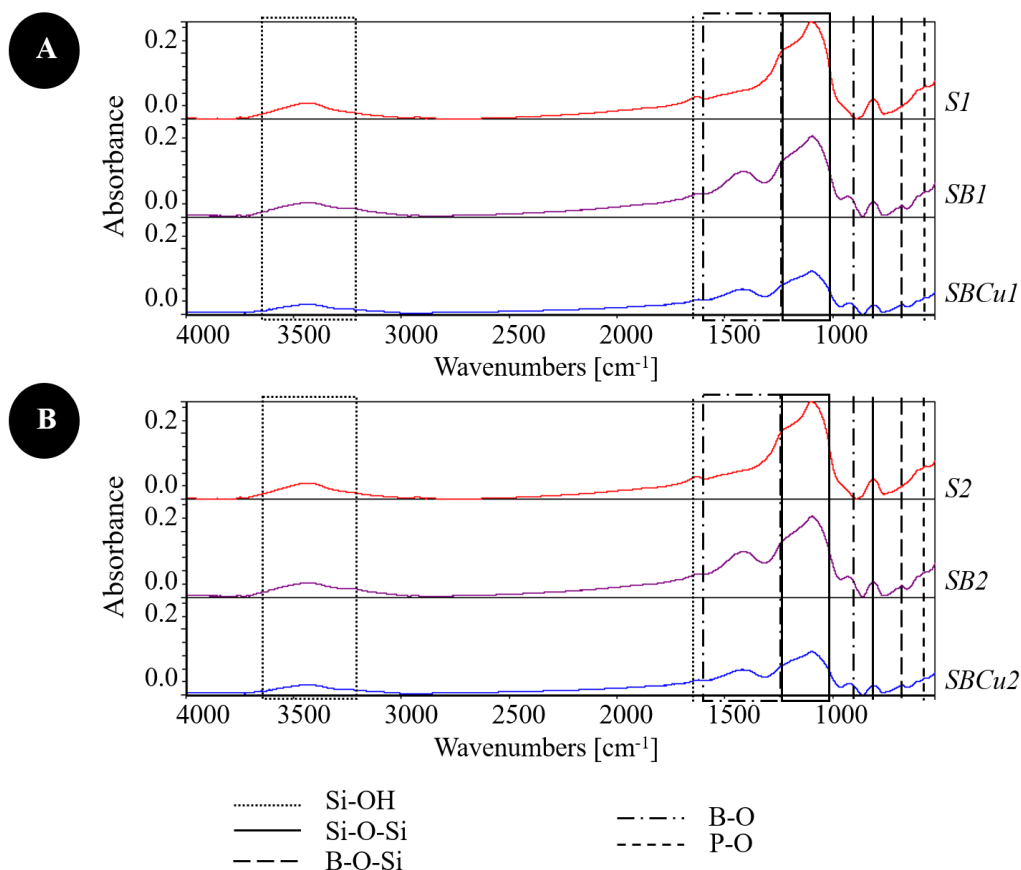 A
0.2
0.0
S1
0.2
0.0
SB1
0.2
0.0
SBCu1
Absorbance
4000 3500 3000 2500 2000 1500 1000
Wavenumbers [cm-1]
B
0.2
0.0
S2
0.2
0.0
SB2
0.2
0.0
SBCu2
Absorbance
4000 3500 3000 2500 2000 1500 1000
Wavenumbers [cm-1]
Si-OH
Si-O-Si
B-O-Si
B-O
P-O